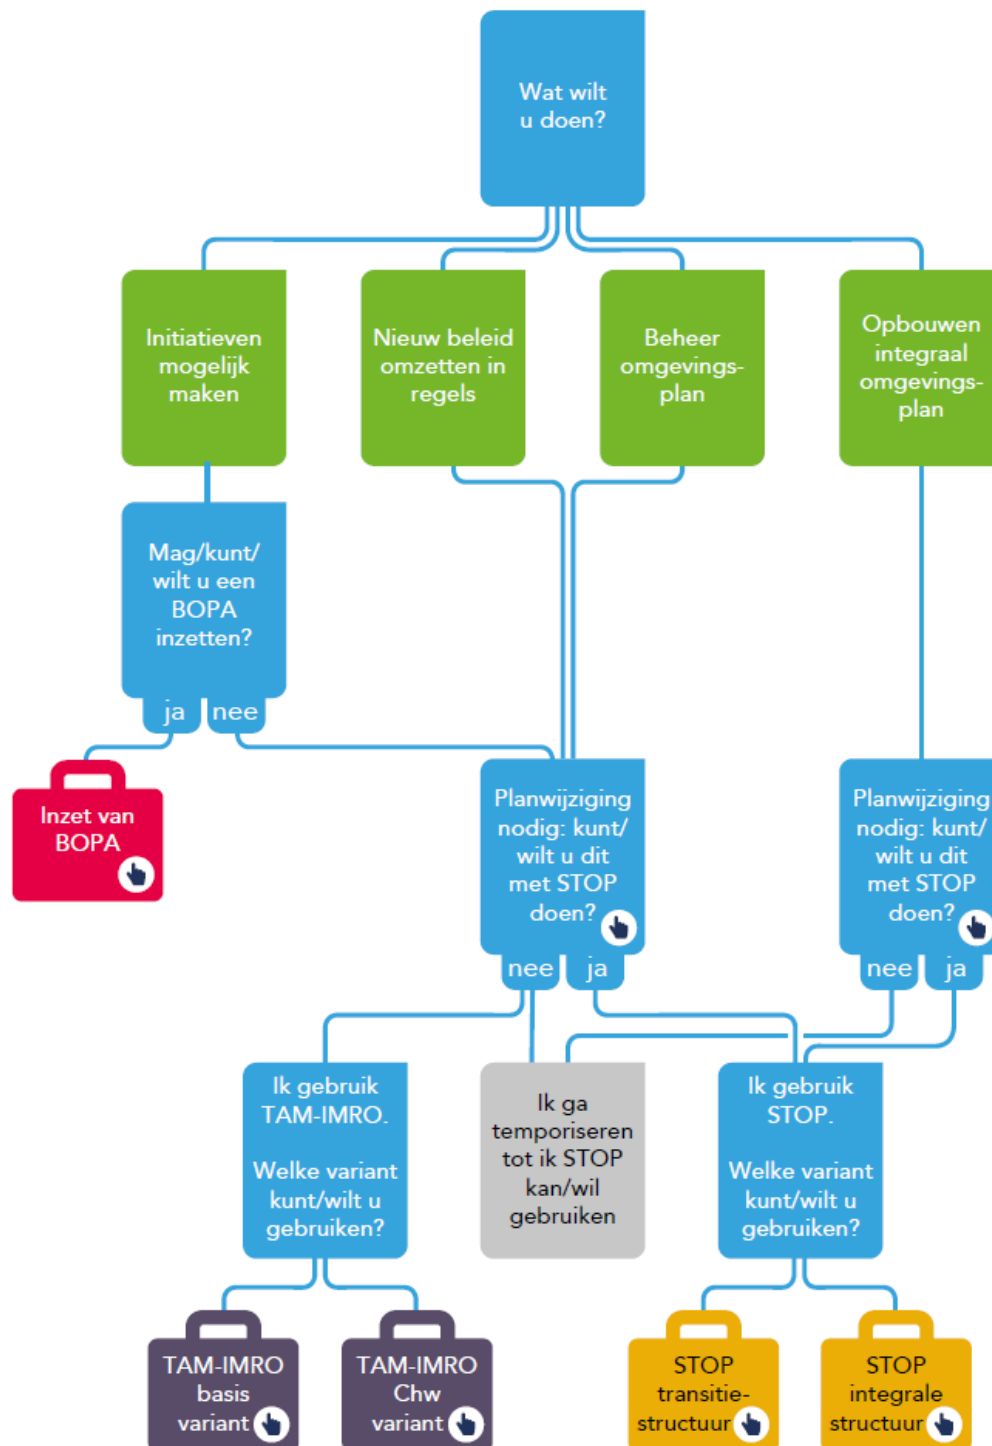 Wat wilt
u doen?
Initiatieven
mogelijk
maken
Nieuw beleid
omzetten in
regels
Beheer
omgevings-
plan
Opbouwen
integraal
omgevings-
plan
Mag/kunt/
wilt u een
BOPA
inzetten?
ja
nee
Inzet van
BOPA
Planwijziging
nodig: kunt/
wilt u dit
met STOP
doen?
nee
ja
Planwijziging
nodig: kunt/
wilt u dit
met STOP
doen?
nee
ja
Ik gebruik
TAM-IMRO.
Welke variant
kunt/wilt u
gebruiken?
Ik ga
temporiseren
tot ik STOP
kan/wil
gebruiken
Ik gebruik
STOP.
Welke variant
kunt/wilt u
gebruiken?
TAM-IMRO
basis
variant
TAM-IMRO
Chw
variant
STOP
transitie-
structuur
STOP
integrale
structuur